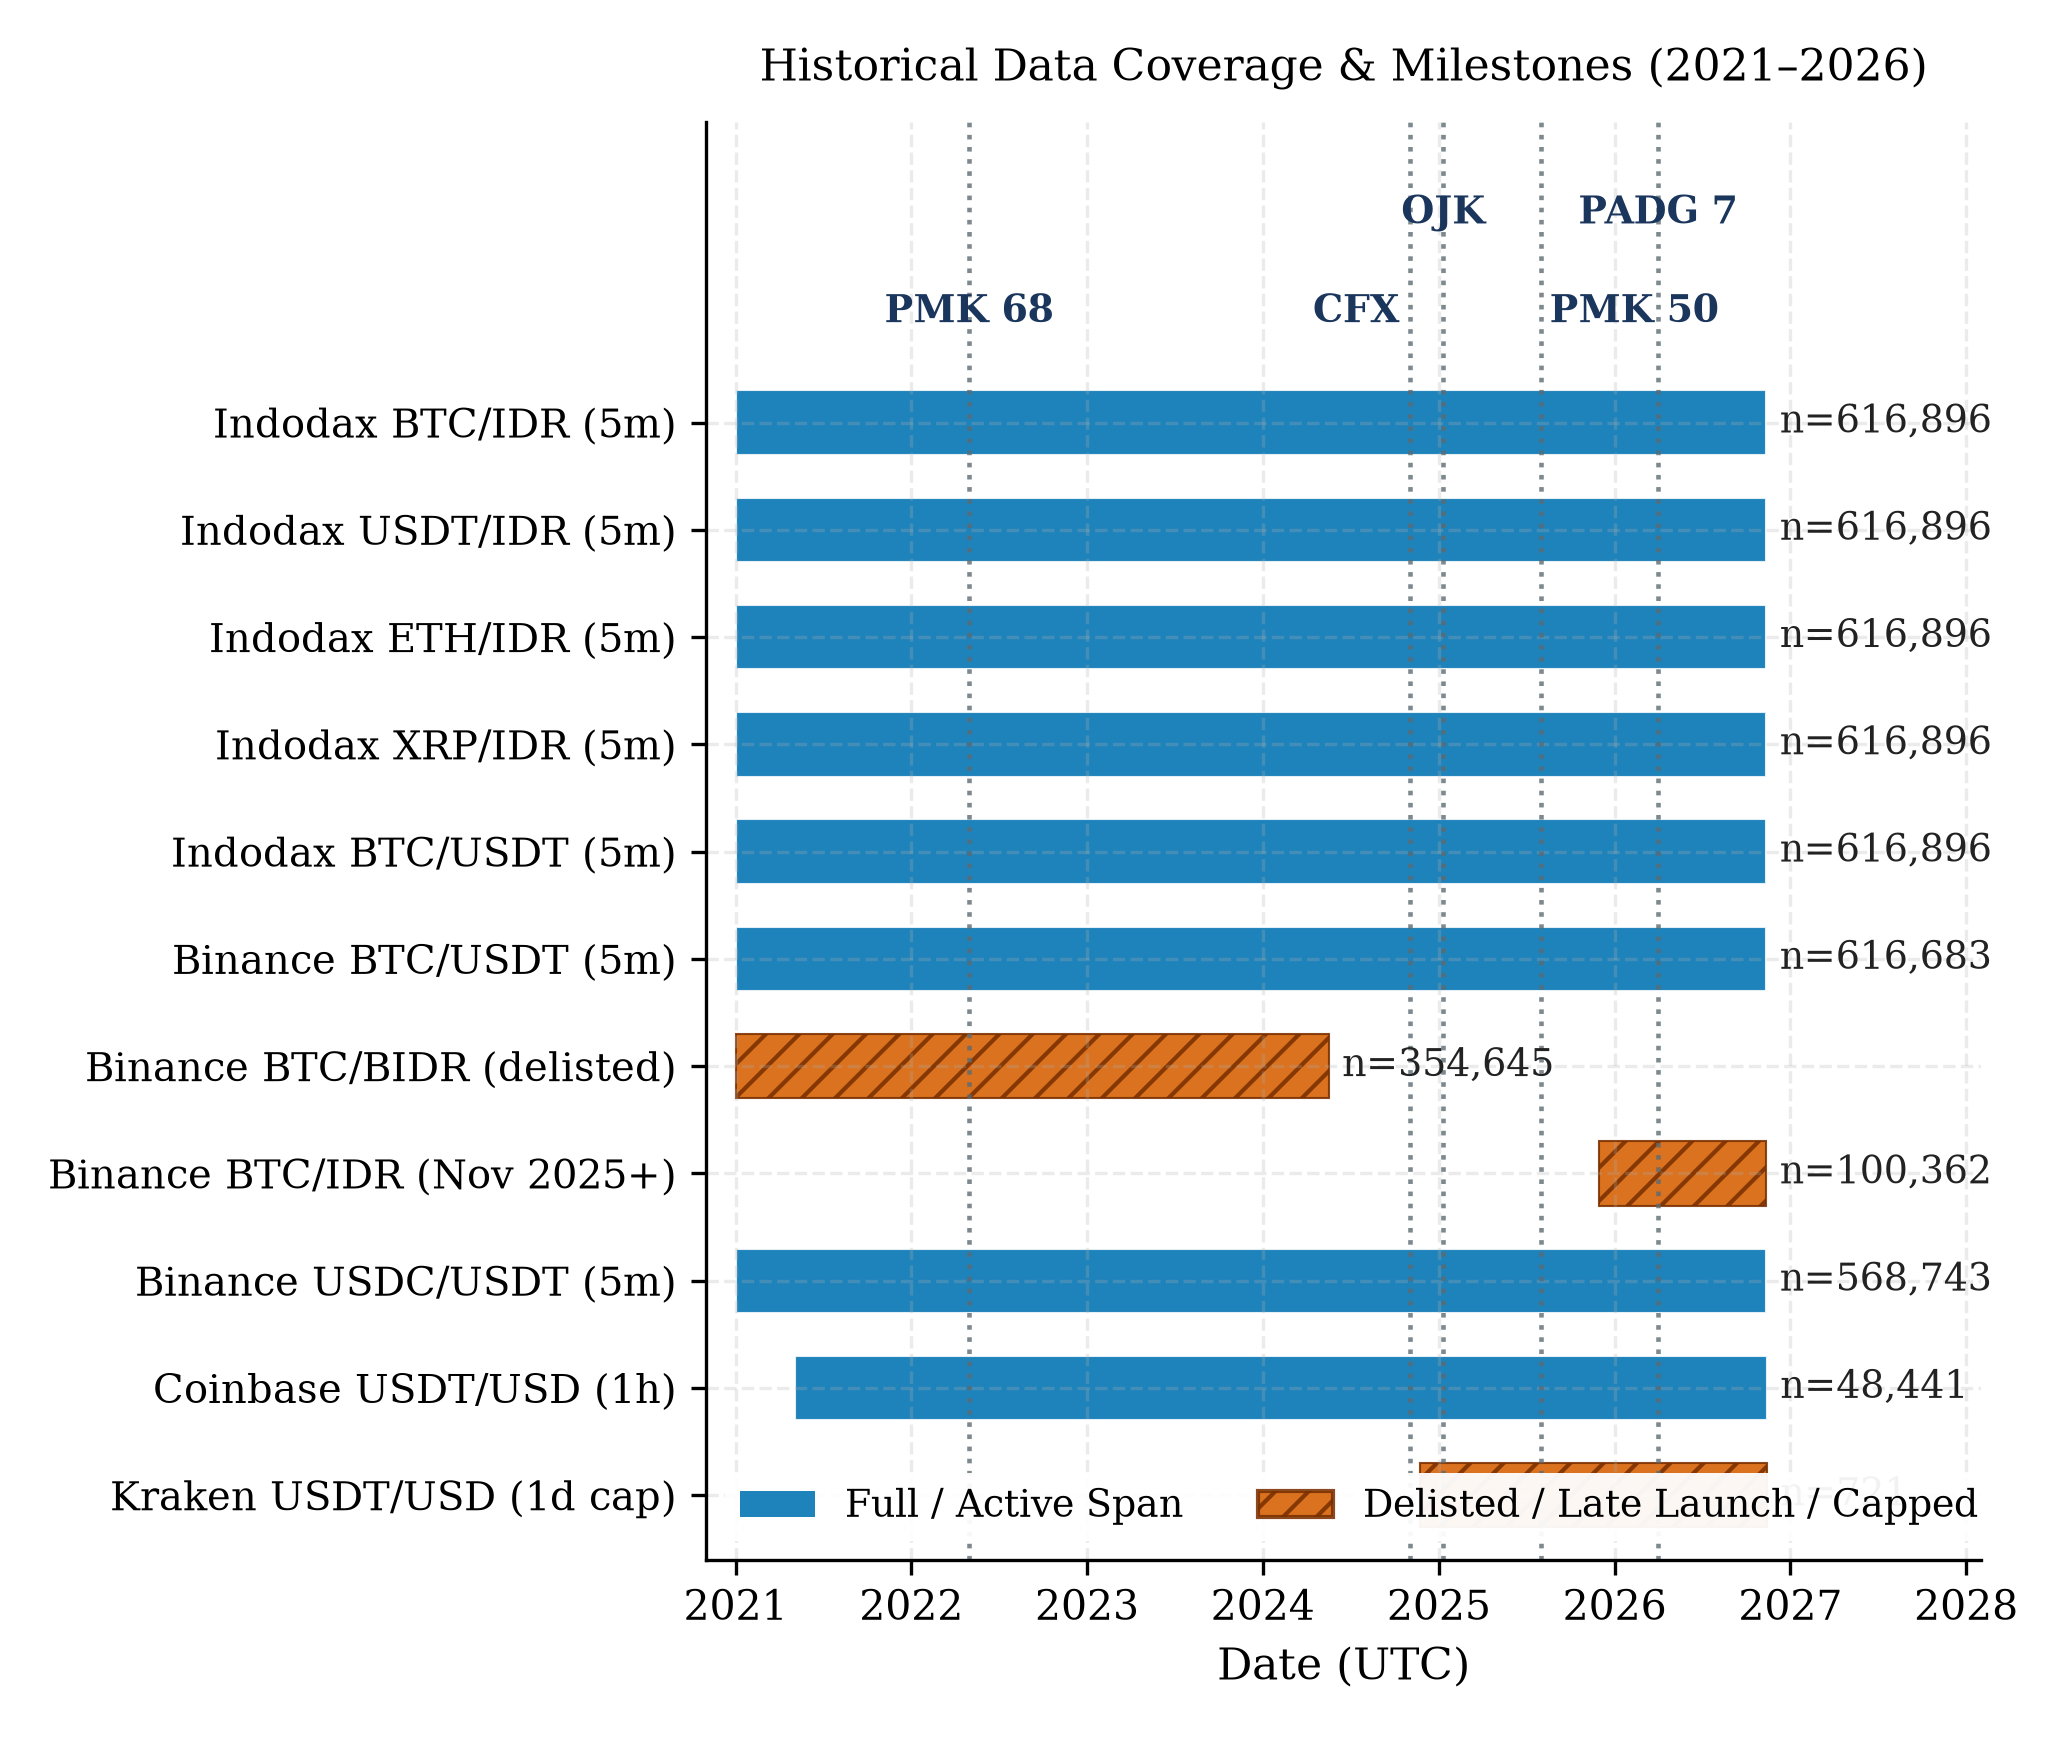 Historical Data Coverage & Milestones (2021–2026)
OJK
PADG 7
PMK 68
CFX
PMK 50
Indodax BTC/IDR (5m)
n=616,896
Indodax USDT/IDR (5m)
n=616,896
Indodax ETH/IDR (5m)
n=616,896
Indodax XRP/IDR (5m)
n=616,896
Indodax BTC/USDT (5m)
n=616,896
Binance BTC/USDT (5m)
n=616,683
Binance BTC/BIDR (delisted)
n=354,645
Binance BTC/IDR (Nov 2025+)
n=100,362
Binance USDC/USDT (5m)
n=568,743
Coinbase USDT/USD (1h)
n=48,441
Kraken USDT/USD (1d cap)
n=721
Full / Active Span
Delisted / Late Launch / Capped
2021
2022
2023
2024
2025
2026
2027
2028
Date (UTC)